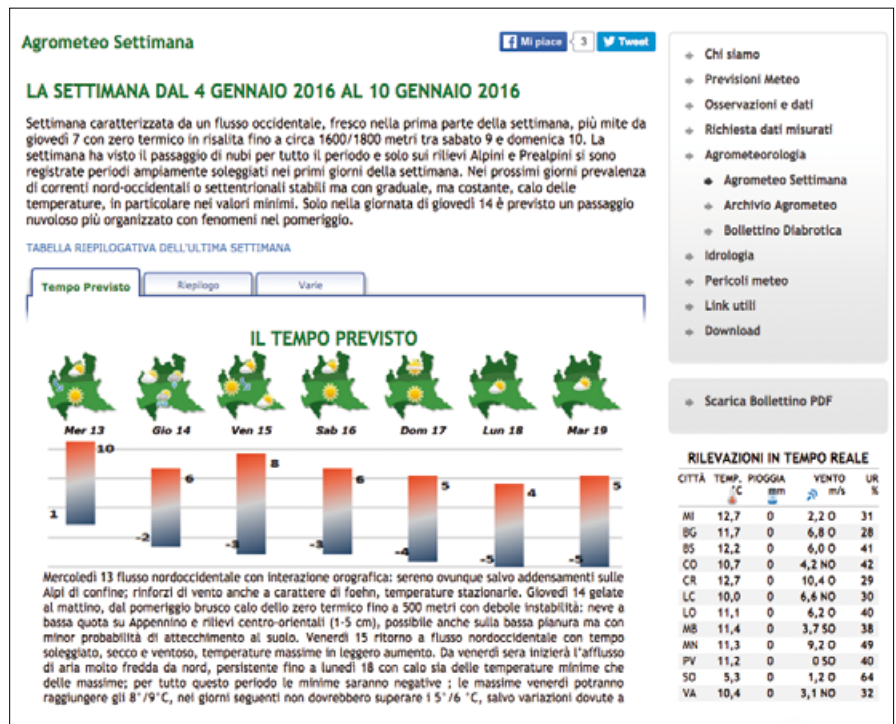 Agrometeo Settimana
Mi piace 3 Tweet
LA SETTIMANA DAL 4 GENNAIO 2016 AL 10 GENNAIO 2016
Settimana caratterizzata da un flusso occidentale, fresco nella prima parte della settimana, più mite da
giovedì 7 con zero termico in risalita fino a circa 1600/1800 metri tra sabato 9 e domenica 10. La
settimana ha visto il passaggio di nubi per tutto il periodo e solo sui rilievi Alpini e Prealpini si sono
registrate periodi ampiamente soleggiati nei primi giorni della settimana. Nei prossimi giorni prevalenza
di correnti nord-occidentali o settentrionali stabili ma con graduale, ma costante, calo delle
temperature, in particolare nei valori minimi. Solo nella giornata di giovedì 14 è previsto un passaggio
nuvoloso più organizzato con fenomeni nel pomeriggio.
TABELLA RIEPILOGATIVA DELL'ULTIMA SETTIMANA
Tempo Previsto Riepilogo Varie
IL TEMPO PREVISTO
Mer 13 Gio 14 Ven 15 Sab 16 Dom 17 Lun 18 Mar 19
10 6 8 6 5 4 5
1 -2 -3 -3 -4 -5 -5
Mercoledì 13 flusso nordoccidentale con interazione orografica: sereno ovunque salvo addensamenti sulle
Alpi di confine; rinforzi di vento anche a carattere di foehn, temperature stazionarie. Giovedì 14 gelate
al mattino, dal pomeriggio brusco calo dello zero termico fino a 500 metri con debole instabilità: neve a
bassa quota su Appennino e rilievi centro-orientali (1-5 cm), possibile anche sulla bassa pianura ma con
minor probabilità di attecchimento al suolo. Venerdì 15 ritorno a flusso nordoccidentale con tempo
soleggiato, secco e ventoso, temperature massime in leggero aumento. Da venerdì sera inizierà l'afflusso
di aria molto fredda da nord, persistente fino a lunedì 18 con calo sia delle temperature minime che
delle massime; per tutto questo periodo le minime saranno negative ; le massime venerdì potranno
raggiungere gli 8°/9°C, nei giorni seguenti non dovrebbero superare i 5°/6 °C, salvo variazioni dovute a
Chi siamo
Previsioni Meteo
Osservazioni e dati
Richiesta dati misurati
Agrometeorologia
Agrometeo Settimana
Archivio Agrometeo
Bollettino Diabrotica
Idrologia
Pericoli meteo
Link utili
Download
Scarica Bollettino PDF
RILEVAZIONI IN TEMPO REALE
CITTÀ TEMP. PIOGGIA VENTO UR
°C mm m/s %
MI 12,7 0 2,2 O 31
BG 11,7 0 6,8 O 28
BS 12,2 0 6,0 O 41
CO 10,7 0 4,2 NO 42
CR 12,7 0 10,4 O 29
LC 10,0 0 6,6 NO 30
LO 11,1 0 6,2 O 40
MB 11,4 0 3,7 SO 38
MN 11,3 0 9,2 O 49
PV 11,2 0 0 SO 40
SO 5,3 0 1,2 O 64
VA 10,4 0 3,1 NO 32